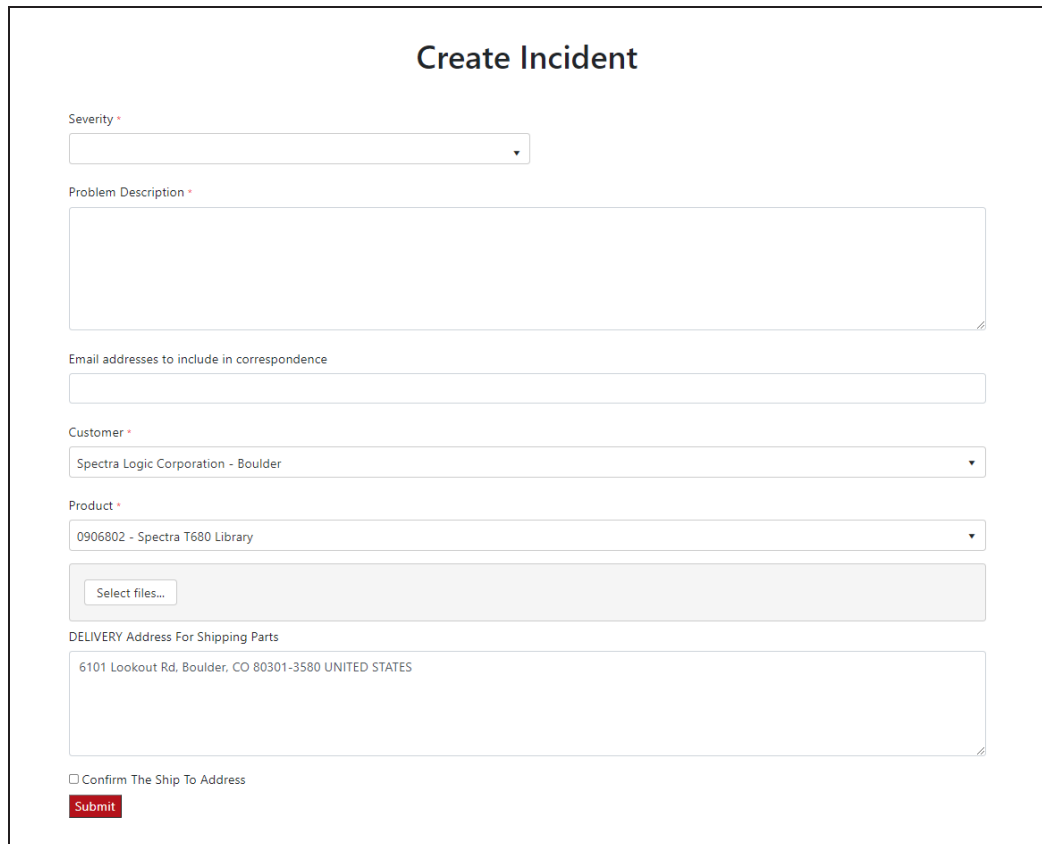 Create Incident
Severity *
Problem Description *
Email addresses to include in correspondence
Customer *
Spectra Logic Corporation - Boulder
Product *
0906802 - Spectra T680 Library
Select files...
DELIVERY Address For Shipping Parts
6101 Lookout Rd, Boulder, CO 80301-3580 UNITED STATES
Confirm The Ship To Address
Submit